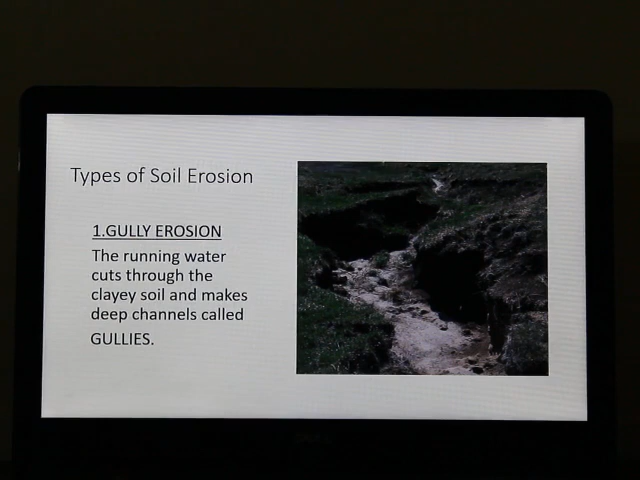 Types of Soil Erosion
1.GULLY EROSION
The running water
cuts through the
clayey soil and makes
deep channels called
GULLIES.